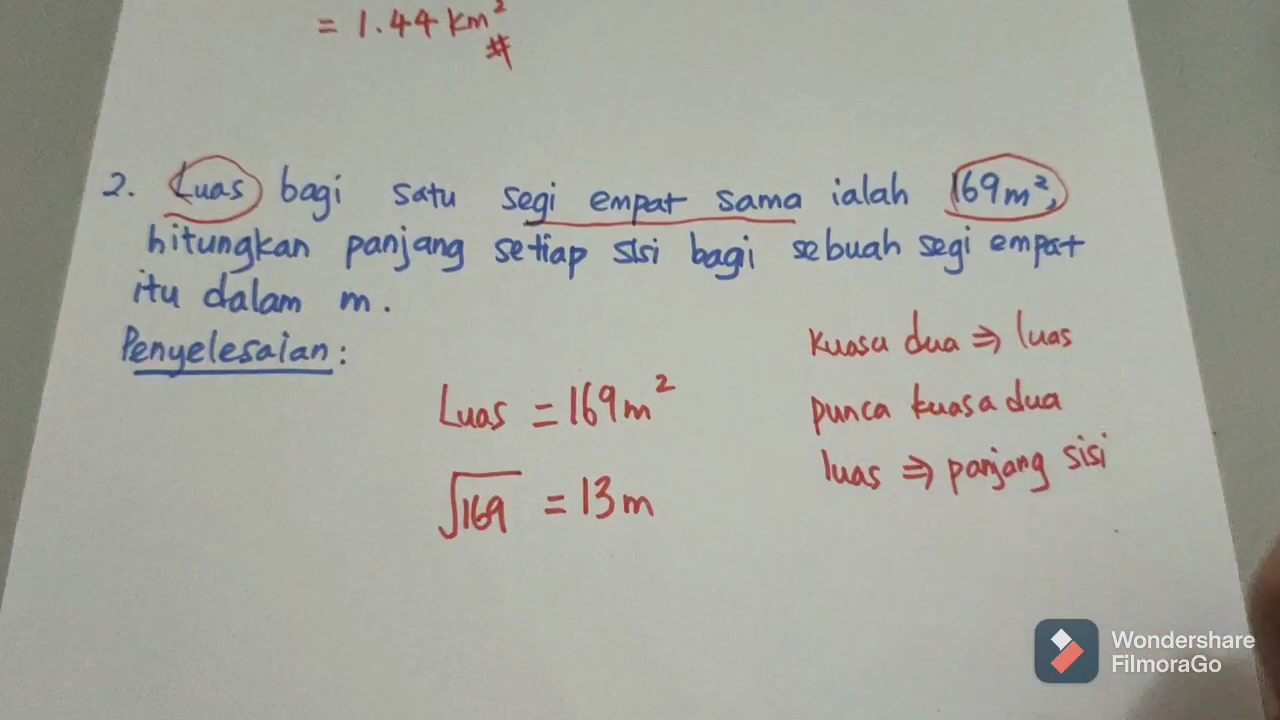 = 1.44 km²
#
2. Luas bagi satu segi empat sama ialah 169m²,
hitungkan panjang setiap sisi bagi sebuah segi empat
itu dalam m.
Penyelesaian:
Luas = 169m²
√169 = 13m
kuasa dua ⇒ luas
punca kuasa dua
luas ⇒ panjang sisi
Wondershare
FilmoraGo